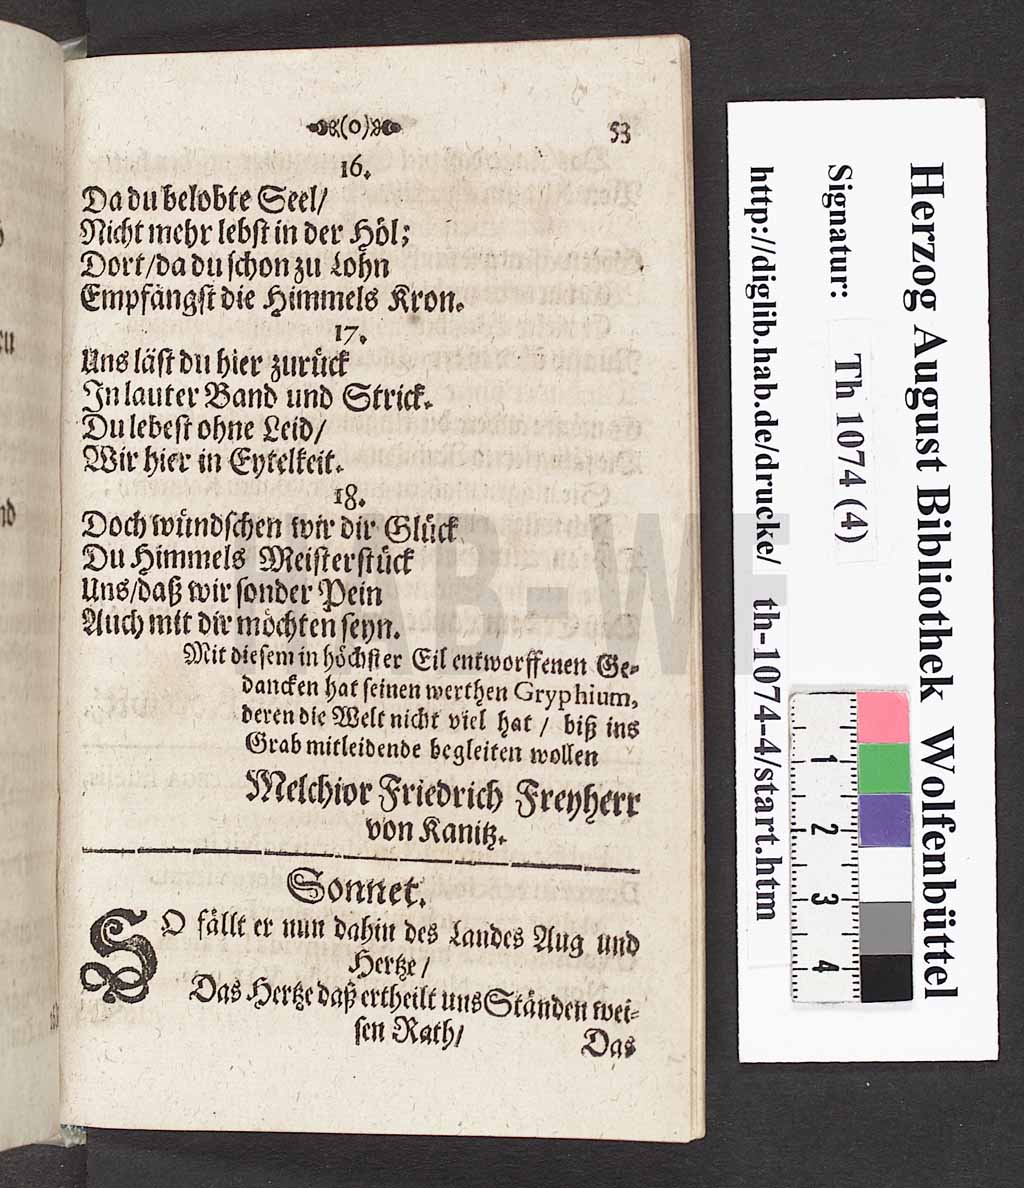 (o) 53
16.
Da du belobte Seel/
Nicht mehr lebst in der Höl;
Dort/da du schon zu Lohn
Empfängst die Himmels Kron.
17.
Uns läst du hier zurück
In lauter Band und Strick.
Du lebest ohne Leid/
Wir hier in Eytelkeit.
18.
Doch wündschen wir dir Glück
Du Himmels Meisterstück
Uns/daß wir sonder Pein
Auch mit dir möchten seyn.
Mit diesem in höchster Eil entworffenen Ge-
dancken hat seinen werthen Gryphium,
deren die Welt nicht viel hat / biß ins
Grab mitleidende begleiten wollen
Melchior Friedrich Freyherr
von Kanitz.
Sonnet.
SO fällt er nun dahin des Landes Aug und
Hertze/
Das Hertze daß ertheilt uns Ständen wei-
sen Rath/
Das
HAB-WF
Herzog August Bibliothek Wolfenbüttel
Signatur: Th 1074 (4)
http://diglib.hab.de/drucke/ th-1074-4/start.htm
1
2
3
4